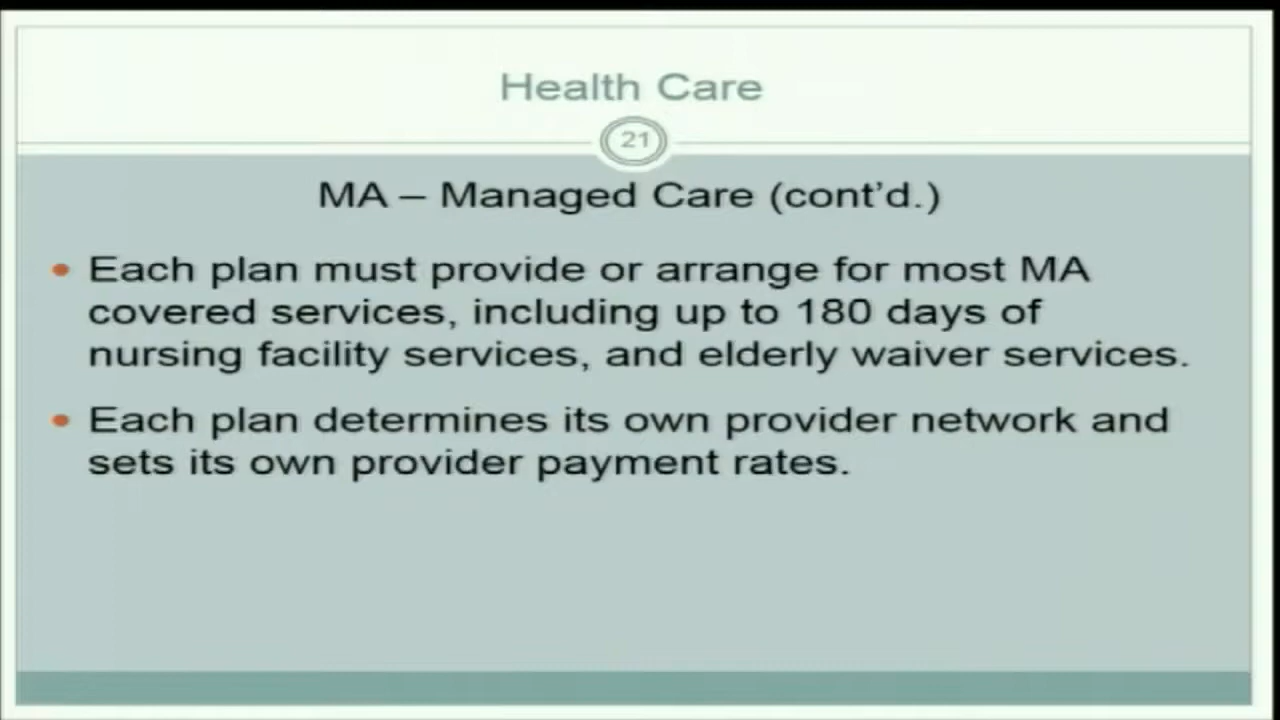 Health Care
21
MA – Managed Care (cont'd.)
• Each plan must provide or arrange for most MA
covered services, including up to 180 days of
nursing facility services, and elderly waiver services.
• Each plan determines its own provider network and
sets its own provider payment rates.